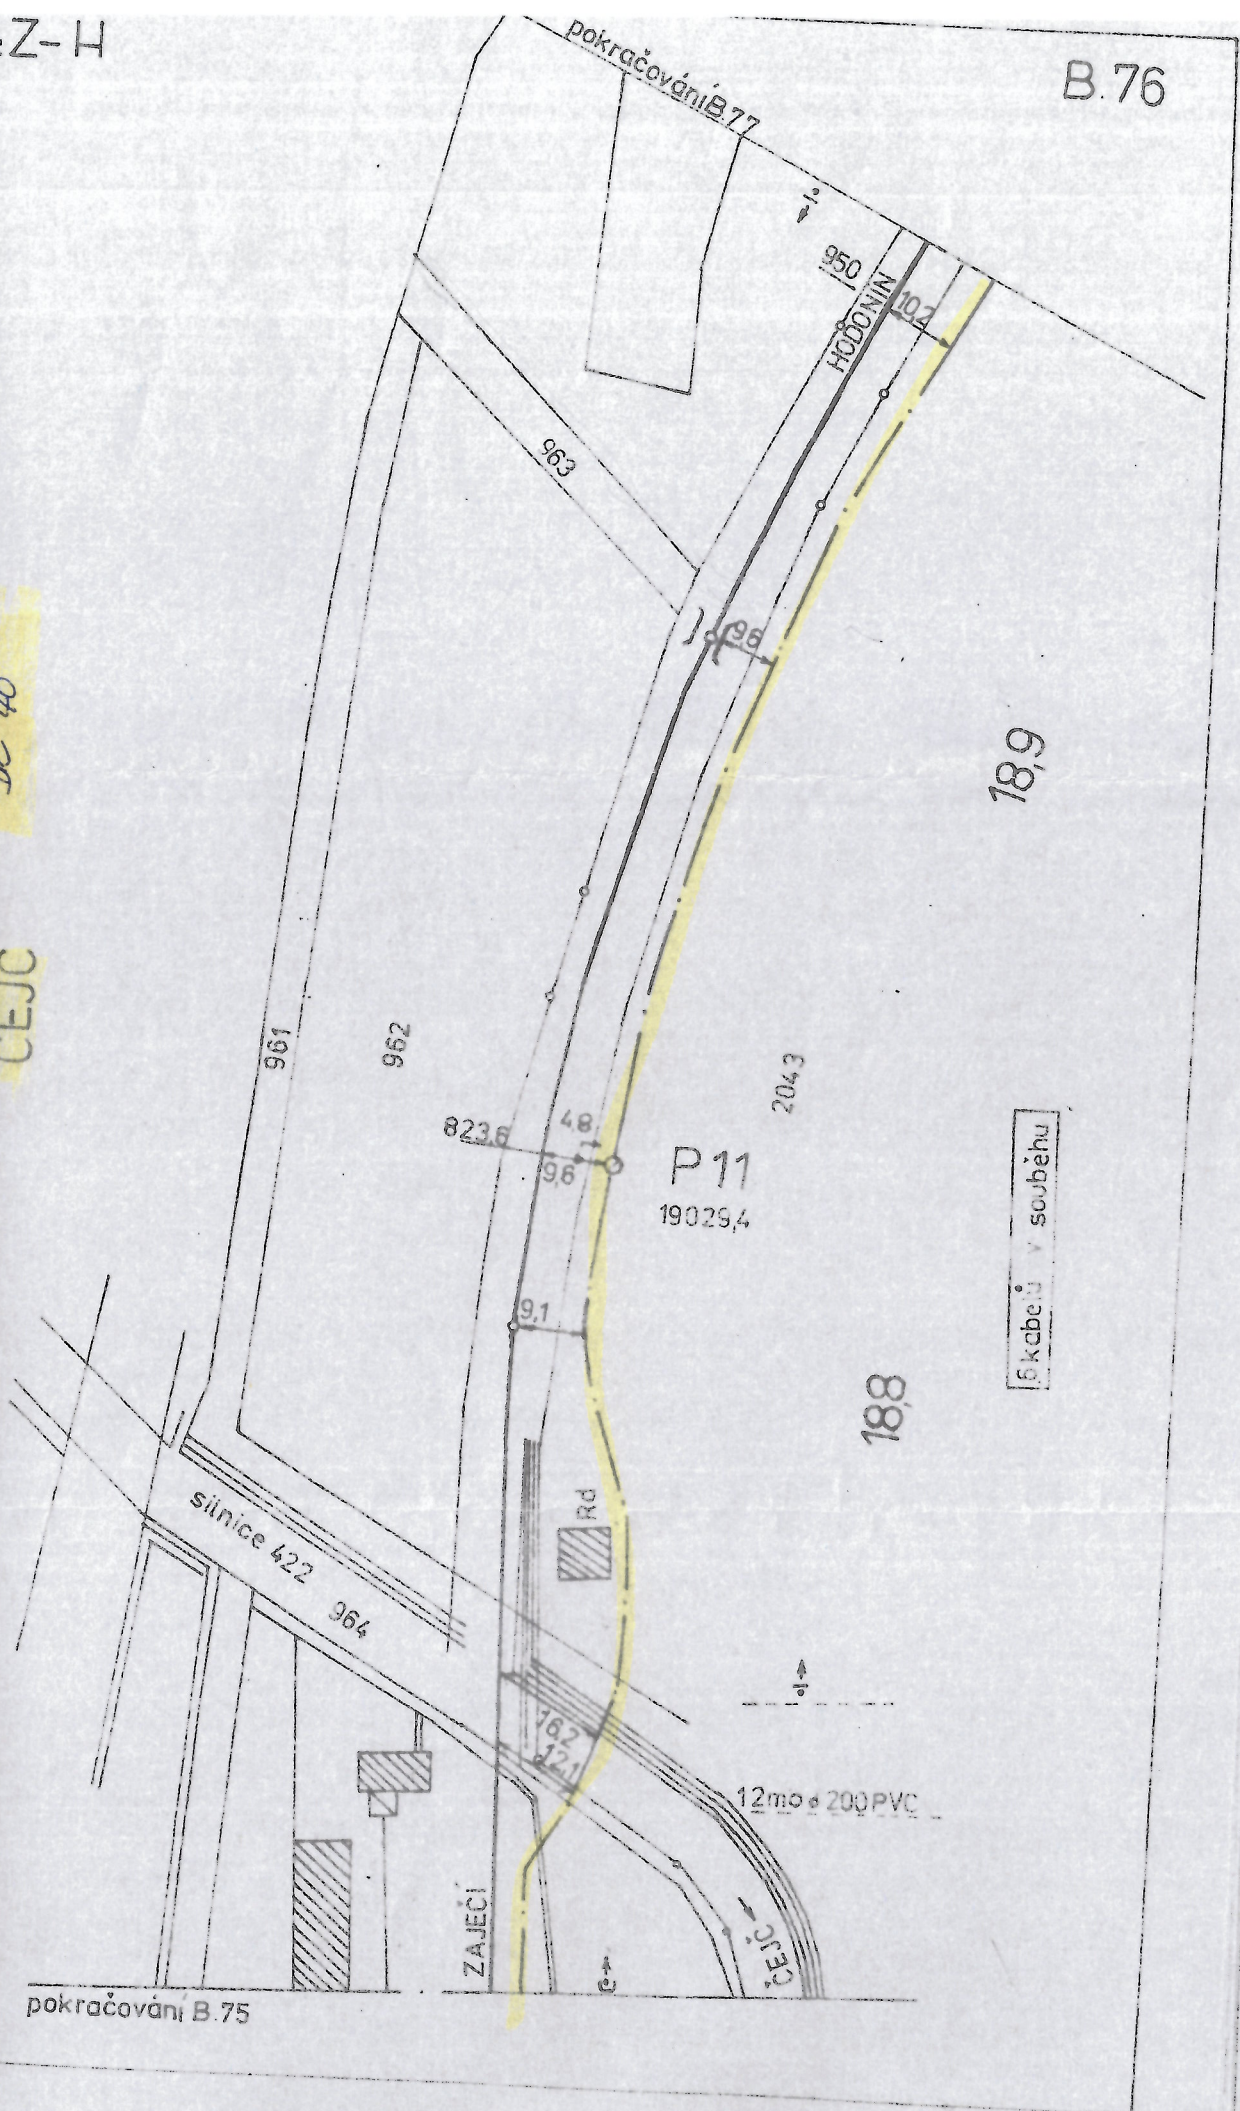 Z-H
B.76
pokračování B.77
950
HODONÍN
10,2
963
9,6
18,9
ČEJČ
961
962
2043
823,6
4,8
9,6
P 11
19029,4
6 kabelů v souběhu
9,1
18,8
Rd
silnice 422
964
16,2
12,1
12m ø 200 PVC
ZAJEČÍ
ČEJČ
pokračování B.75